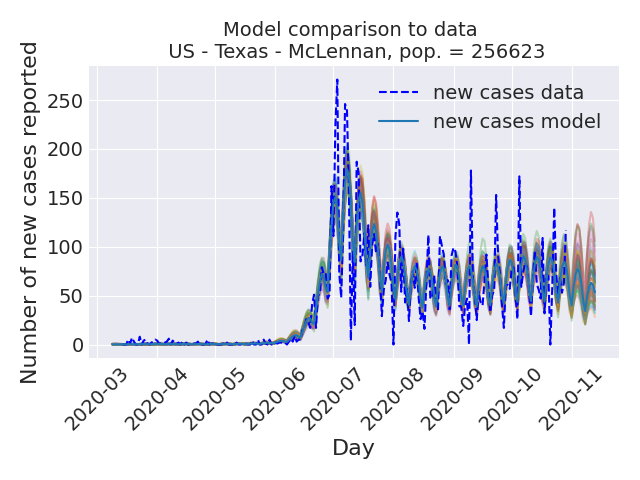 Model comparison to data
US - Texas - McLennan, pop. = 256623
Number of new cases reported
250
200
150
100
50
0
new cases data
new cases model
2020-03
2020-04
2020-05
2020-06
2020-07
2020-08
2020-09
2020-10
2020-11
Day